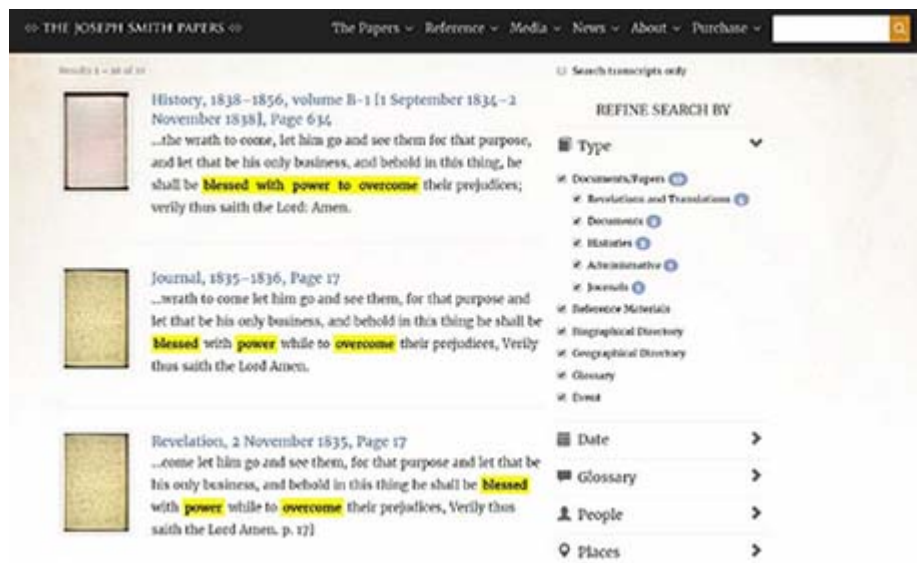 THE JOSEPH SMITH PAPERS
The Papers Reference Media News About Purchase
Search transcripts only
History, 1838–1856, volume B-1 [1 September 1834–2
November 1838], Page 634
...the wrath to come, let him go and see them for that purpose,
and let that be his only business, and behold in this thing, he
shall be blessed with power to overcome their prejudices;
verily thus saith the Lord: Amen.
Journal, 1835–1836, Page 17
...wrath to come let him go and see them, for that purpose and
let that be his only business, and behold in this thing he shall be
blessed with power while to overcome their prejudices, Verily
thus saith the Lord Amen.
Revelation, 2 November 1835, Page 17
...come let him go and see them, for that purpose and let that be
his only business, and behold in this thing he shall be blessed
with power while to overcome their prejudices, Verily thus
saith the Lord Amen. p. 17]
REFINE SEARCH BY
Type
Documents/Papers
Revelations and Translations
Documents
Histories
Administrative
Journals
Reference Materials
Biographical Directory
Geographical Directory
Glossary
Event
Date
Glossary
People
Places